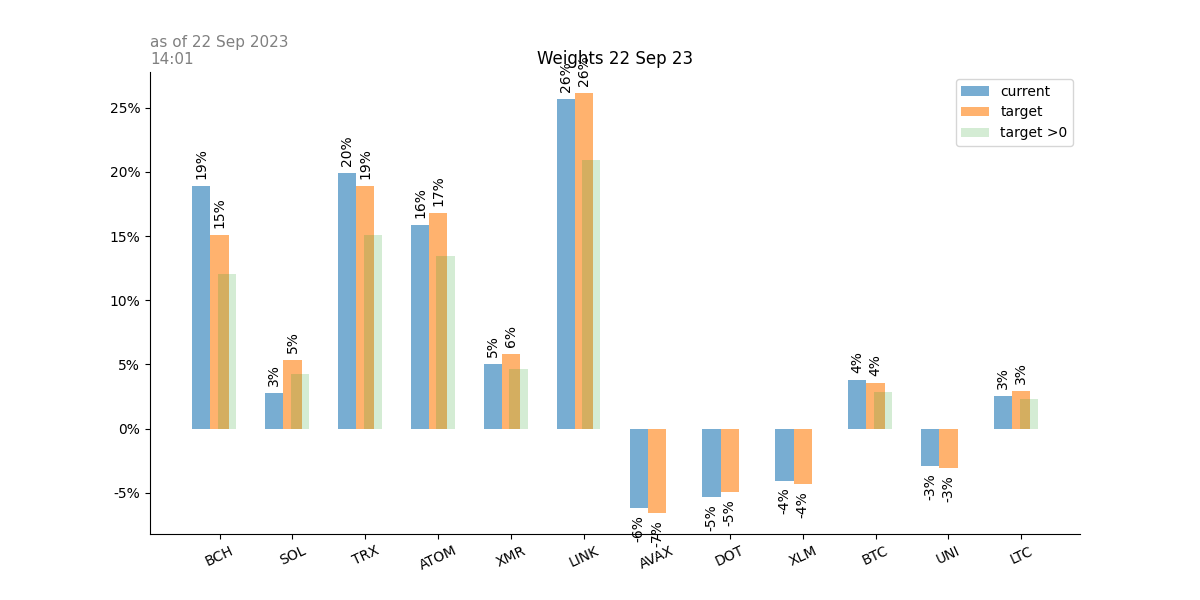 as of 22 Sep 2023
14:01
Weights 22 Sep 23
current
target
target >0
25%
20%
15%
10%
5%
0%
-5%
19%
15%
3%
5%
20%
19%
16%
17%
5%
6%
26%
26%
-6%
-7%
-5%
-5%
-4%
-4%
4%
4%
-3%
-3%
3%
3%
BCH
SOL
TRX
ATOM
XMR
LINK
AVAX
DOT
XLM
BTC
UNI
LTC